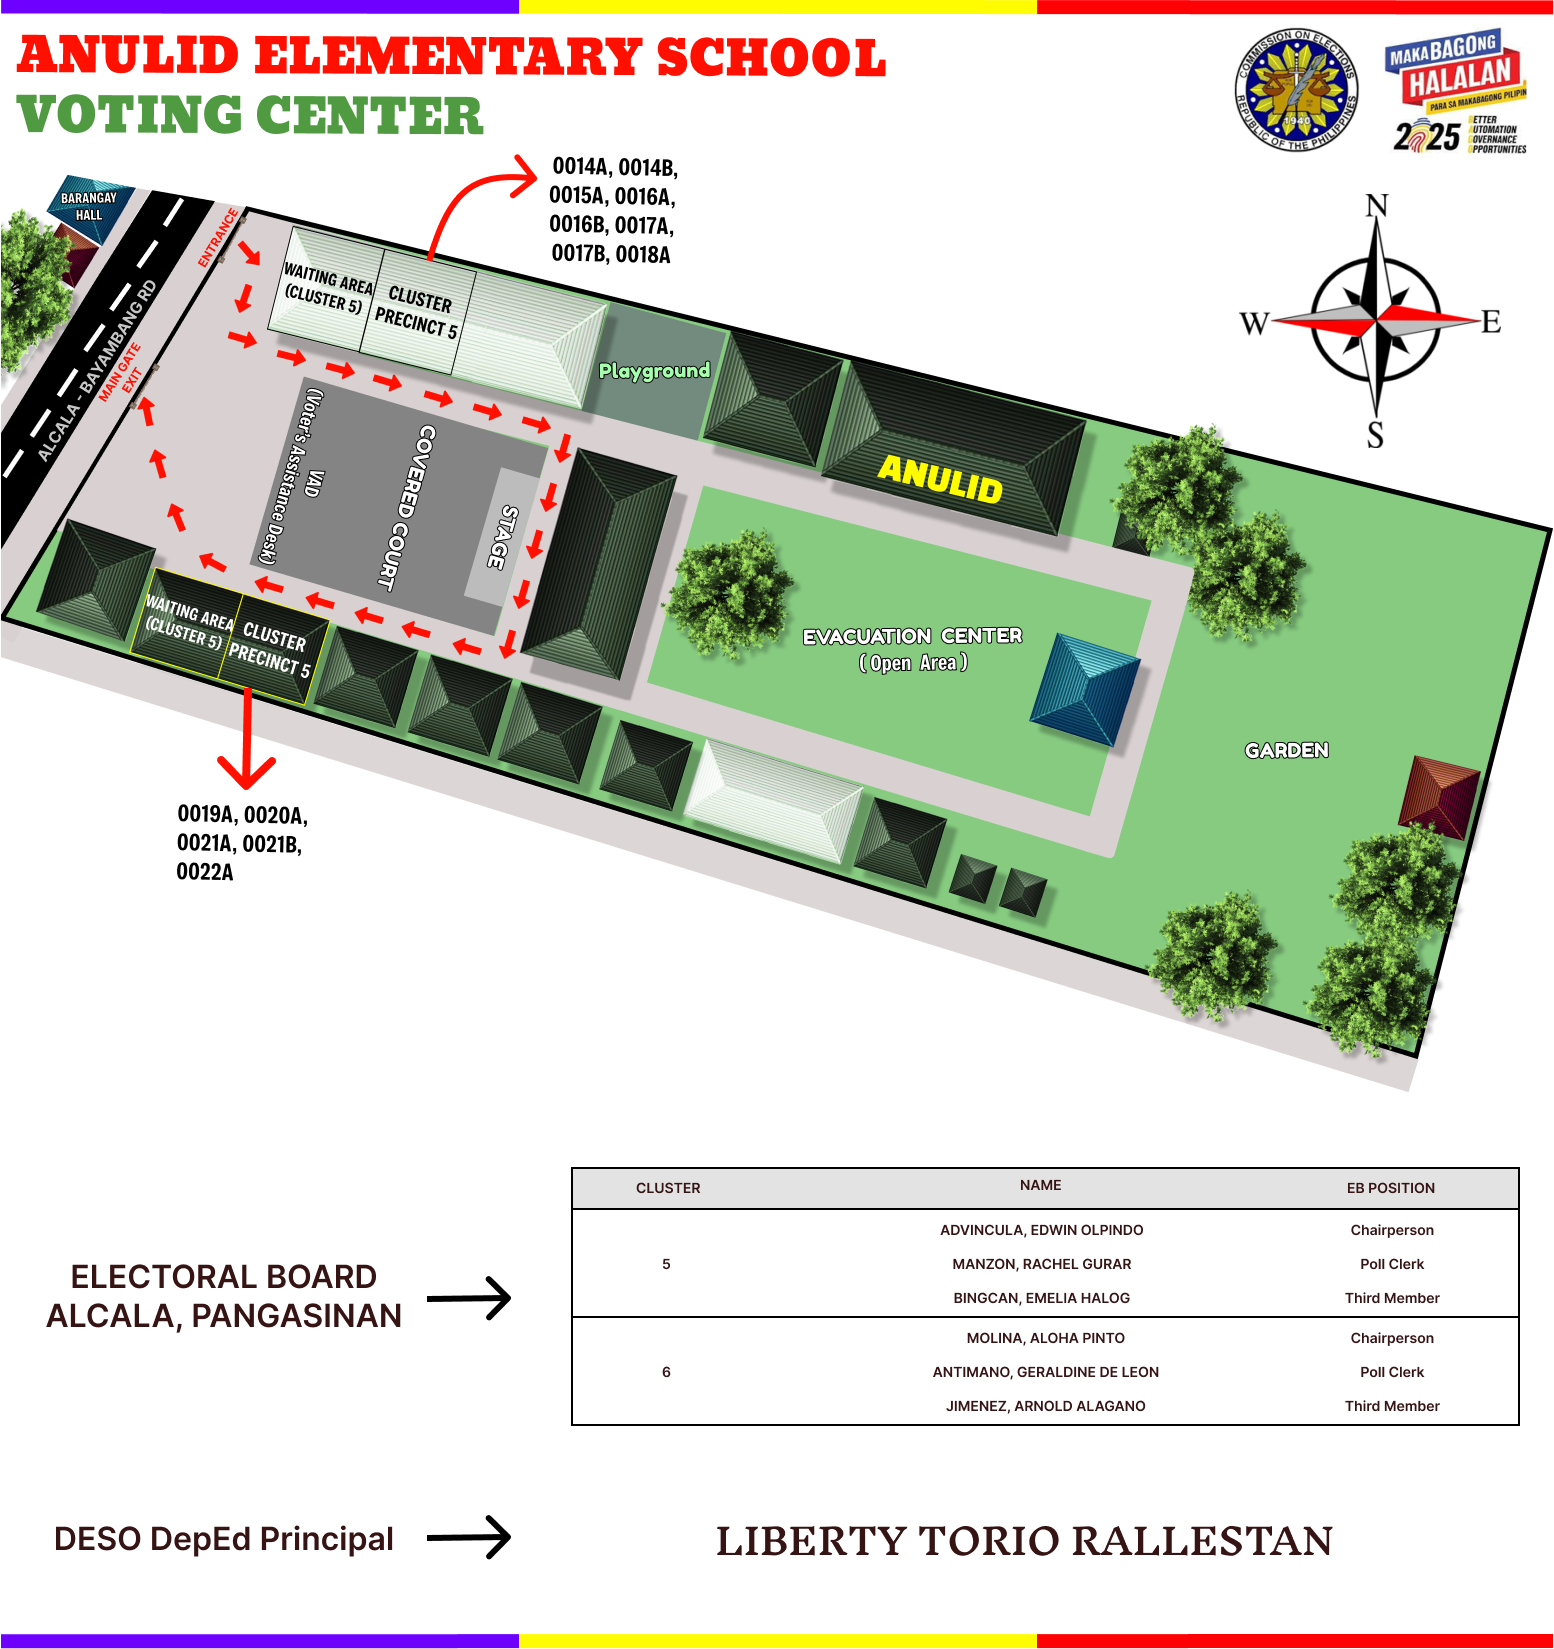 ANULID ELEMENTARY SCHOOL
VOTING CENTER
COMMISSION ON ELECTIONS
REPUBLIC OF THE PHILIPPINES
1940
MAKABAGONG
HALALAN
PARA SA MAKABAGONG PILIPIN
2025
BETTER
AUTOMATION
GOVERNANCE
OPPORTUNITIES
0014A, 0014B,
0015A, 0016A,
0016B, 0017A,
0017B, 0018A
BARANGAY
HALL
ENTRANCE
ALCALA - BAYAMBANG RD
MAIN GATE
EXIT
WAITING AREA
(CLUSTER 5)
CLUSTER
PRECINCT 5
Playground
N
W
E
S
ANULID
VAD
(Voter's Assistance Desk)
COVERED COURT
STAGE
WAITING AREA
(CLUSTER 5)
CLUSTER
PRECINCT 5
EVACUATION CENTER
( Open Area )
GARDEN
0019A, 0020A,
0021A, 0021B,
0022A
ELECTORAL BOARD
ALCALA, PANGASINAN
CLUSTER NAME EB POSITION
ADVINCULA, EDWIN OLPINDO Chairperson
5 MANZON, RACHEL GURAR Poll Clerk
BINGCAN, EMELIA HALOG Third Member
MOLINA, ALOHA PINTO Chairperson
6 ANTIMANO, GERALDINE DE LEON Poll Clerk
JIMENEZ, ARNOLD ALAGANO Third Member
DESO DepEd Principal
LIBERTY TORIO RALLESTAN